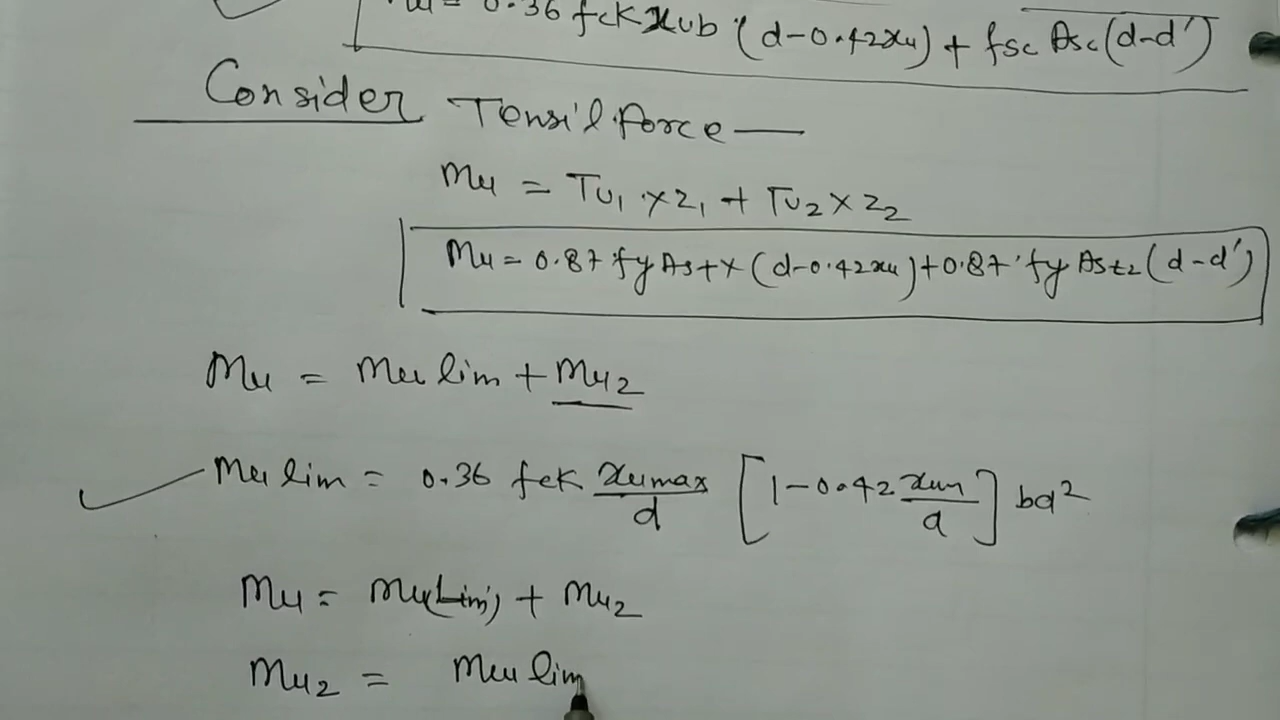 Mu = 0.36 fck xub (d-0.42xu) + fsc Asc(d-d')
Consider Tensil force —
Mu = Tu1 × z1 + Tu2 × z2
Mu = 0.87 fy Ast × (d-0.42xu) + 0.87 fy Ast2 (d-d')
Mu = Mu lim + Mu2
Mu lim = 0.36 fck xumax/d [1-0.42 xum/d] bd²
Mu = Mu(Lim) + Mu2
Mu2 = Mu lim